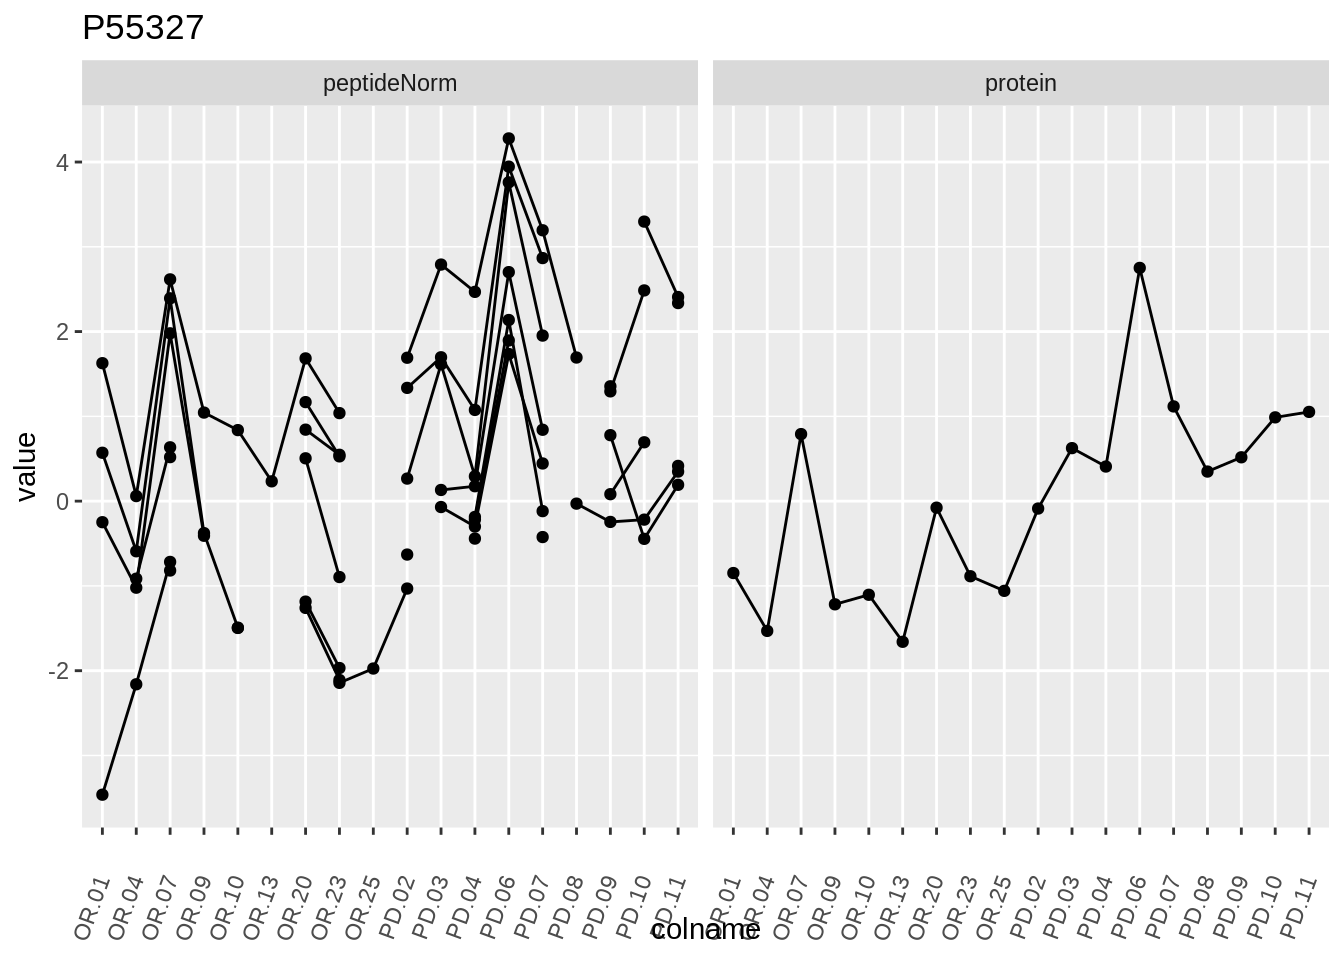 P55327
peptideNorm
protein
value
4
2
0
-2
OR.01
OR.04
OR.07
OR.09
OR.10
OR.13
OR.20
OR.23
OR.25
PD.02
PD.03
PD.04
PD.06
PD.07
PD.08
PD.09
PD.10
PD.11
OR.01
OR.04
OR.07
OR.09
OR.10
OR.13
OR.20
OR.23
OR.25
PD.02
PD.03
PD.04
PD.06
PD.07
PD.08
PD.09
PD.10
PD.11
colname